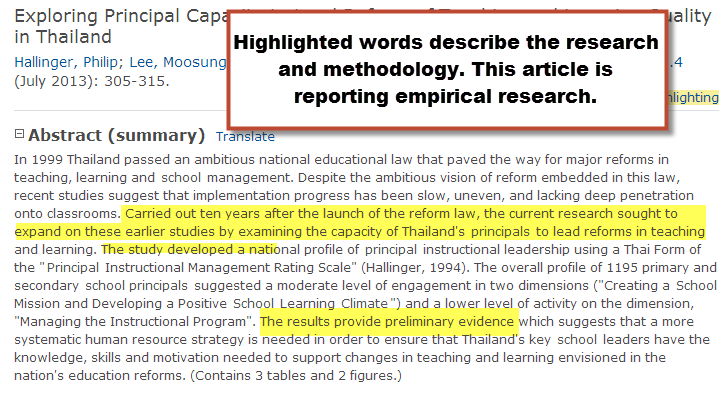 Exploring Principal Capa
Quality
in Thailand
Highlighted words describe the research
and methodology. This article is
reporting empirical research.
Hallinger, Philip; Lee, Moosung
.4
(July 2013): 305-315.
hlighting
Abstract (summary) Translate
In 1999 Thailand passed an ambitious national educational law that paved the way for major reforms in
teaching, learning and school management. Despite the ambitious vision of reform embedded in this law,
recent studies suggest that implementation progress has been slow, uneven, and lacking deep penetration
onto classrooms. Carried out ten years after the launch of the reform law, the current research sought to
expand on these earlier studies by examining the capacity of Thailand's principals to lead reforms in teaching
and learning. The study developed a national profile of principal instructional leadership using a Thai Form of
the "Principal Instructional Management Rating Scale" (Hallinger, 1994). The overall profile of 1195 primary and
secondary school principals suggested a moderate level of engagement in two dimensions ("Creating a School
Mission and Developing a Positive School Learning Climate") and a lower level of activity on the dimension,
"Managing the Instructional Program". The results provide preliminary evidence which suggests that a more
systematic human resource strategy is needed in order to ensure that Thailand's key school leaders have the
knowledge, skills and motivation needed to support changes in teaching and learning envisioned in the
nation's education reforms. (Contains 3 tables and 2 figures.)